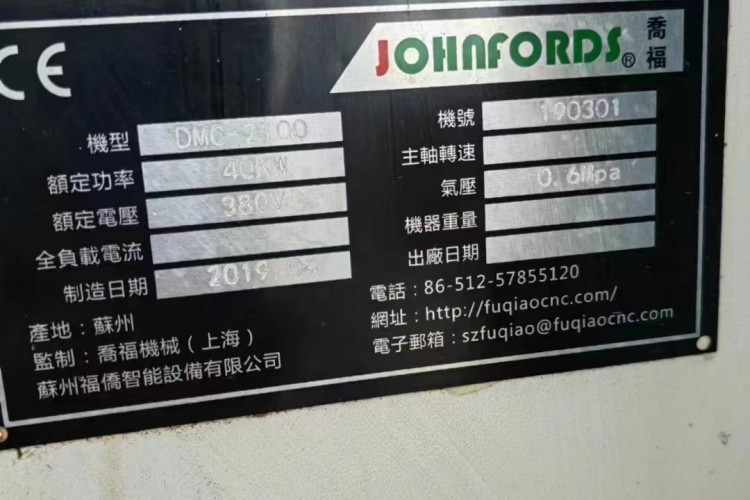 CE
JOHNFORDS® 喬福
機型 DMC-2100
額定功率 40KW
額定電壓 380V
全負載電流
制造日期 2019.04
產地：蘇州
監制：喬福機械（上海）
蘇州福僑智能設備有限公司
機號 190301
主軸轉速
氣壓 0.6Mpa
機器重量
出廠日期
電話：86-512-57855120
網址：http://fuqiaocnc.com/
電子郵箱：szfuqiao@fuqiaocnc.com